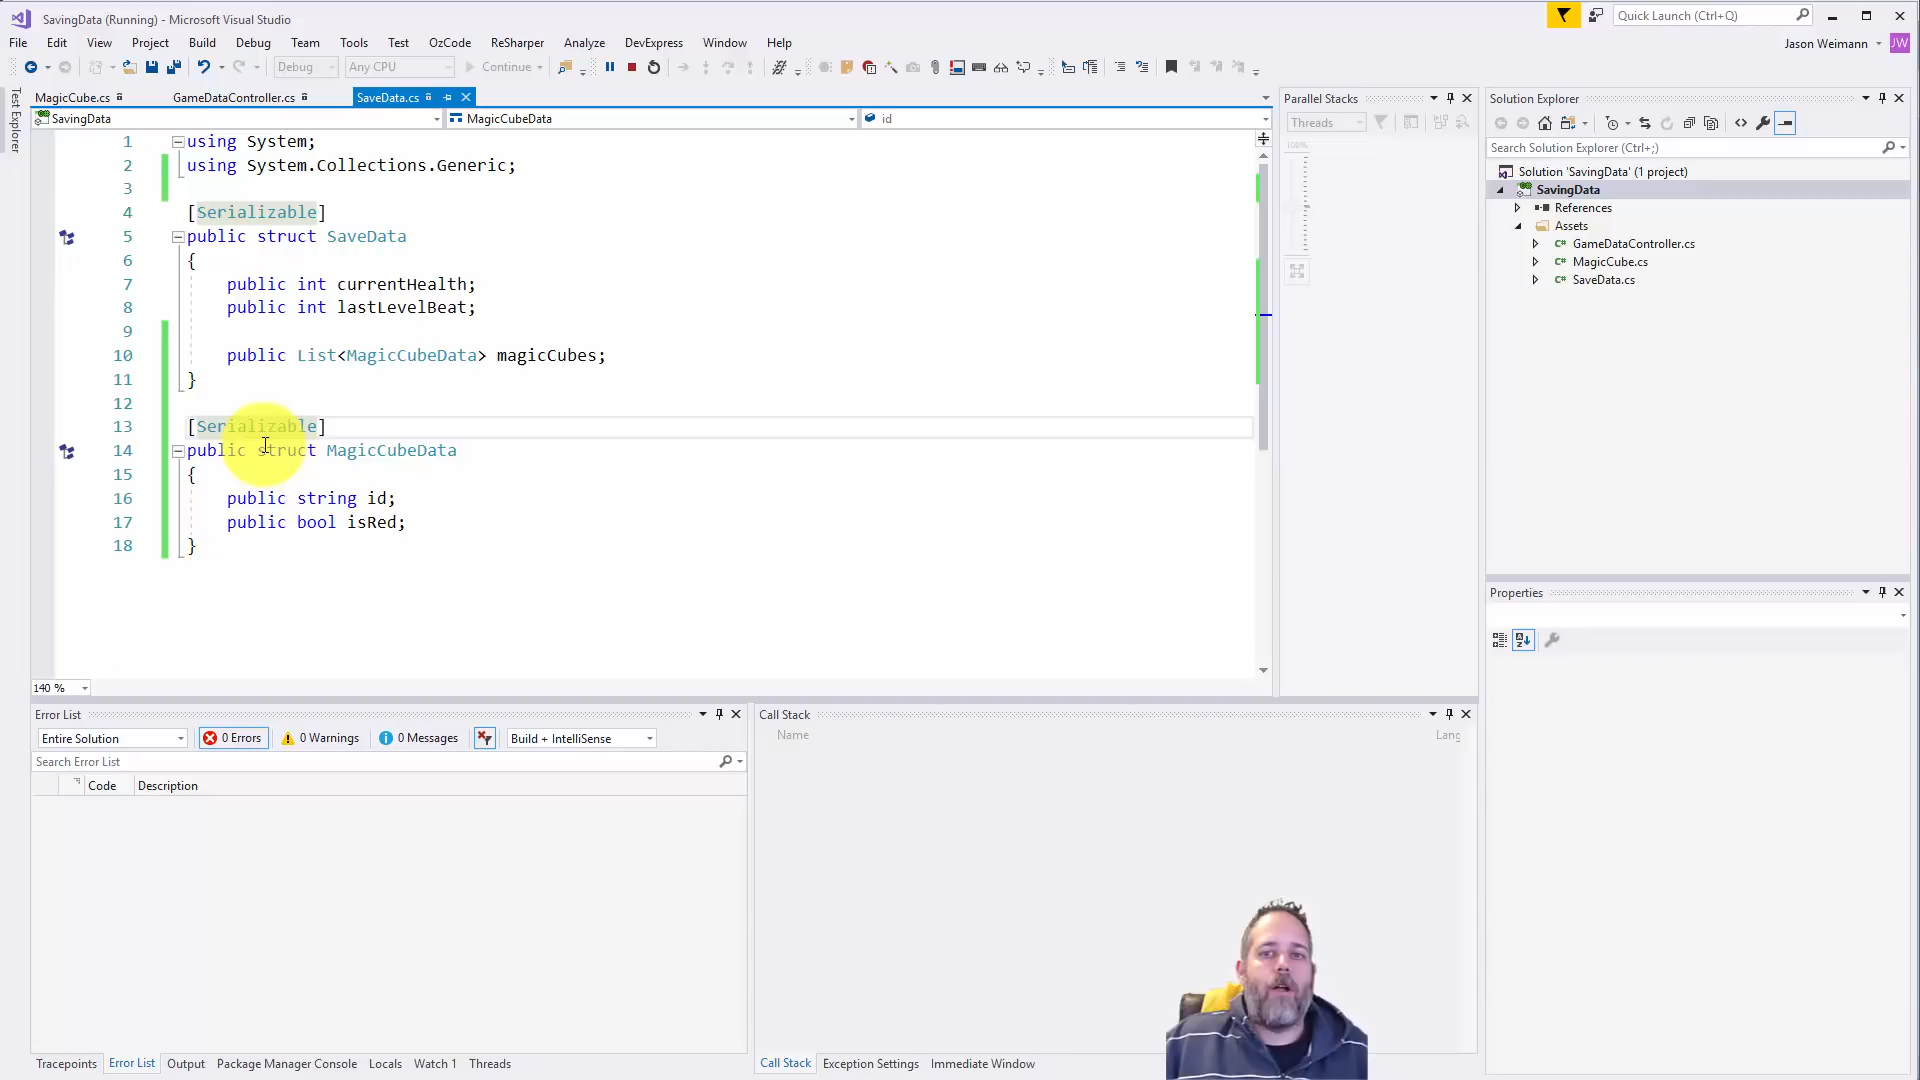 SavingData (Running) - Microsoft Visual Studio
Quick Launch (Ctrl+Q)
File Edit View Project Build Debug Team Tools Test OzCode ReSharper Analyze DevExpress Window Help
Jason Weimann JW
Debug Any CPU Continue
Test Explorer
MagicCube.cs GameDataController.cs SaveData.cs
SavingData MagicCubeData id
1 using System;
2 using System.Collections.Generic;
3
4 [Serializable]
5 public struct SaveData
6 {
7 public int currentHealth;
8 public int lastLevelBeat;
9
10 public List<MagicCubeData> magicCubes;
11 }
12
13 [Serializable]
14 public struct MagicCubeData
15 {
16 public string id;
17 public bool isRed;
18 }
140 %
Parallel Stacks
Threads
100%
Solution Explorer
Search Solution Explorer (Ctrl+;)
Solution 'SavingData' (1 project)
SavingData
References
Assets
GameDataController.cs
MagicCube.cs
SaveData.cs
Properties
Error List
Entire Solution 0 Errors 0 Warnings 0 Messages Build + IntelliSense
Search Error List
Code Description
Tracepoints Error List Output Package Manager Console Locals Watch 1 Threads
Call Stack
Name Lang
Call Stack Exception Settings Immediate Window